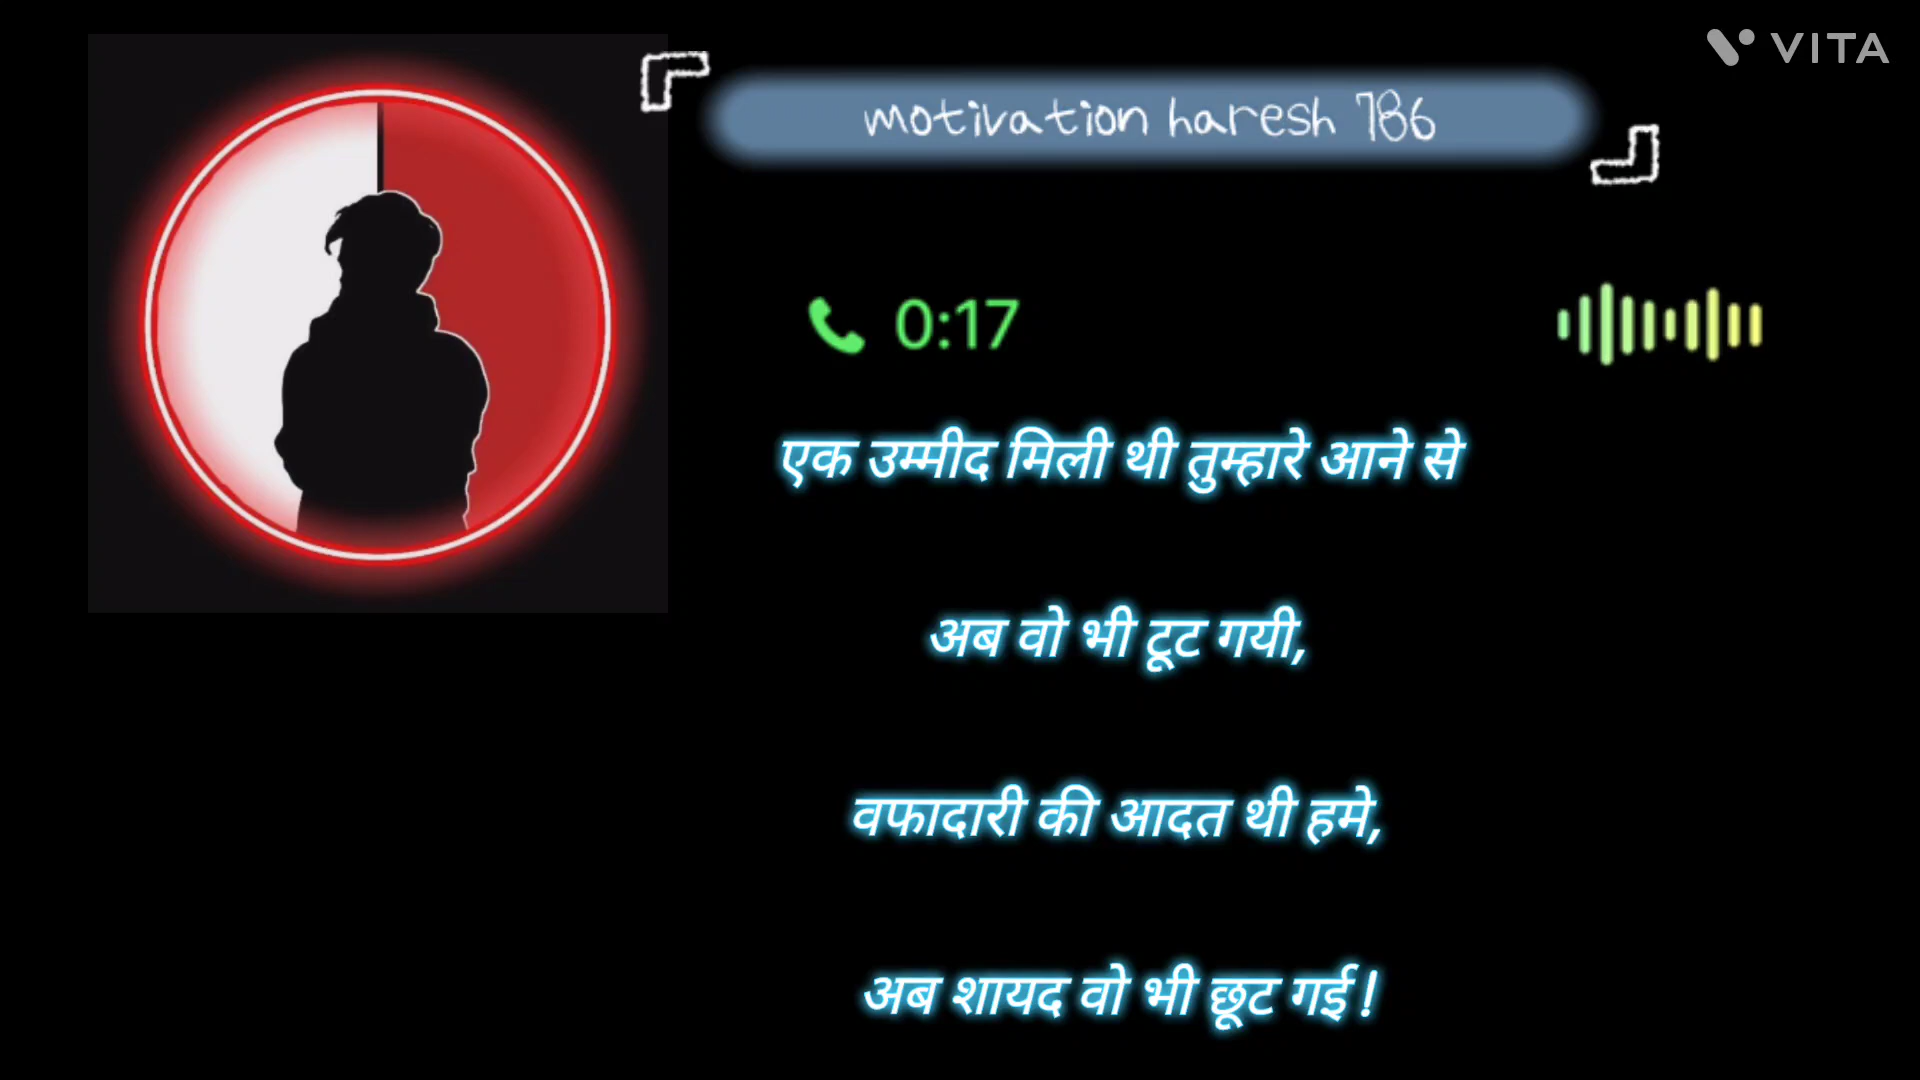 VITA
motivation haresh 786
0:17
एक उम्मीद मिली थी तुम्हारे आने से
अब वो भी टूट गयी,
वफादारी की आदत थी हमे,
अब शायद वो भी छूट गई!